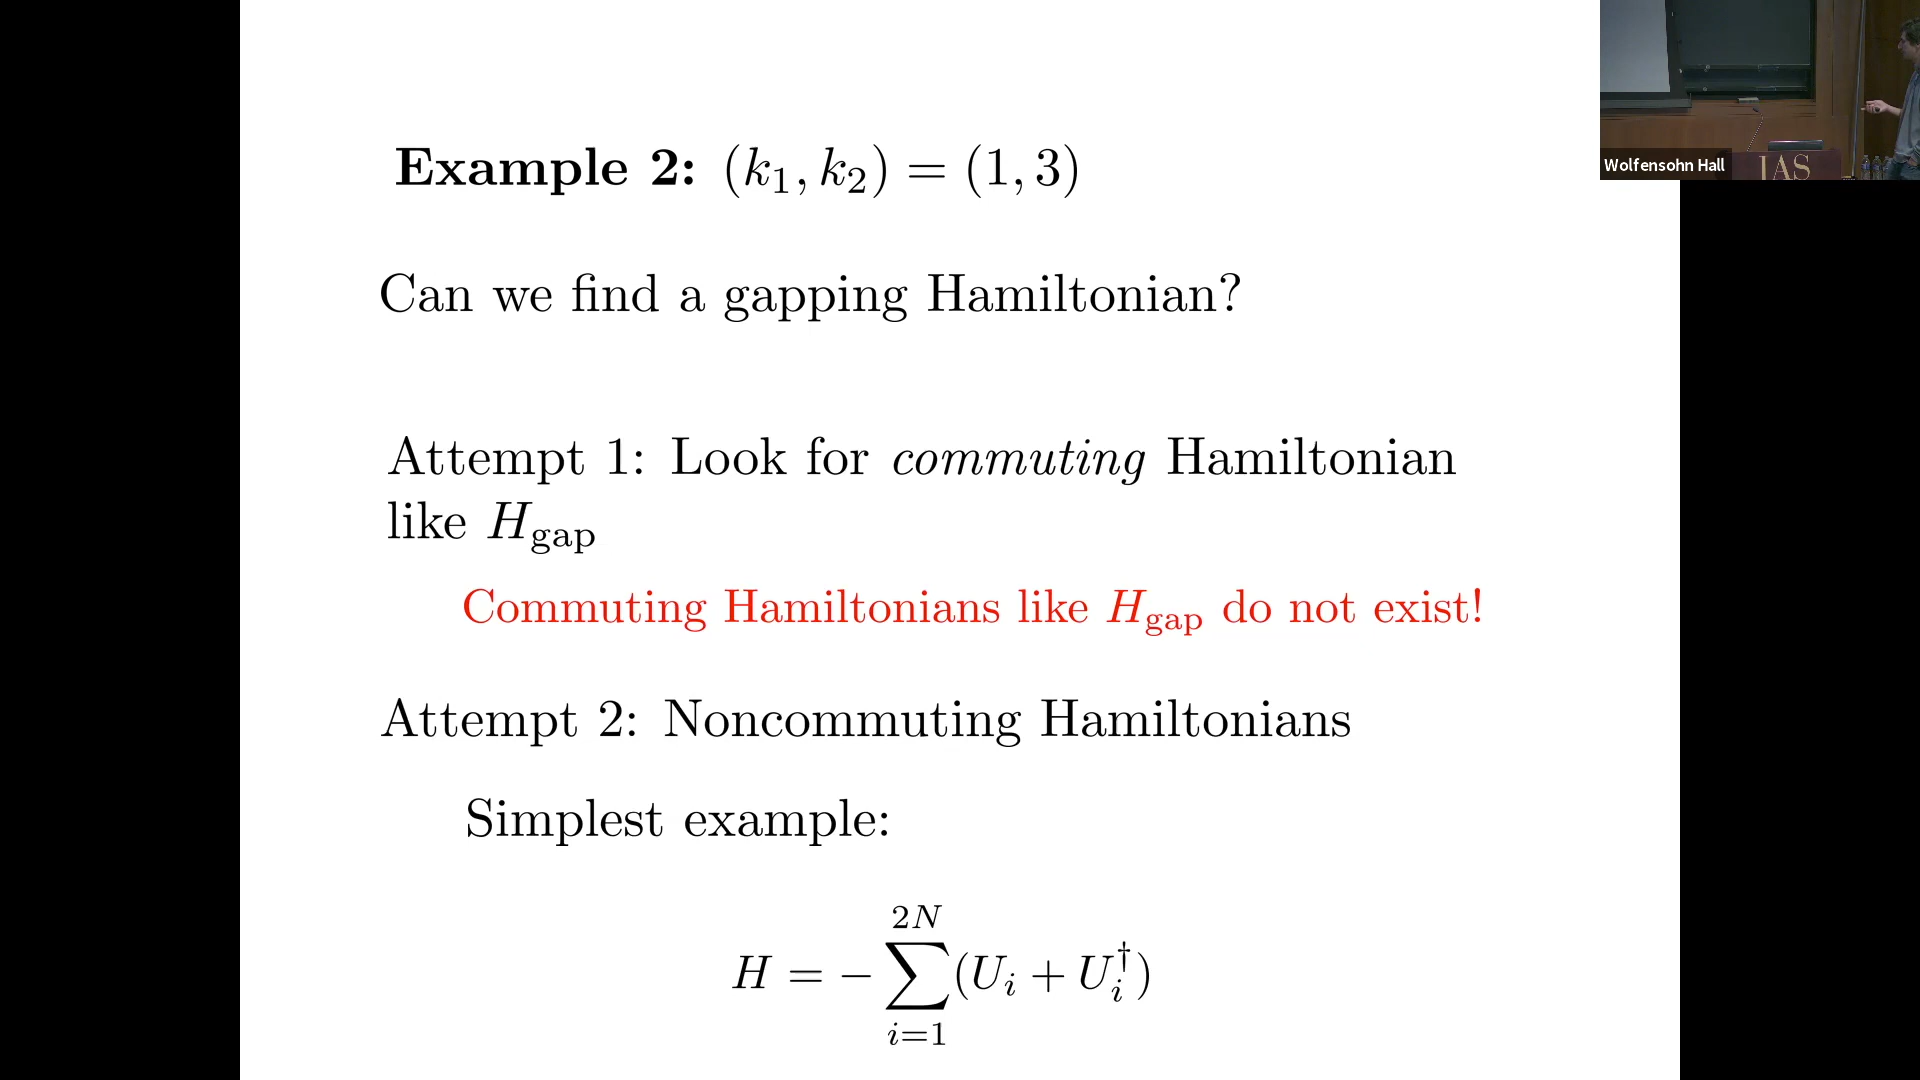 Example 2: (k₁, k₂) = (1, 3)
Can we find a gapping Hamiltonian?
Attempt 1: Look for commuting Hamiltonian
like H_gap
Commuting Hamiltonians like H_gap do not exist!
Attempt 2: Noncommuting Hamiltonians
Simplest example:
H = − ∑_{i=1}^{2N} (U_i + U_i^†)
Wolfensohn Hall
IAS